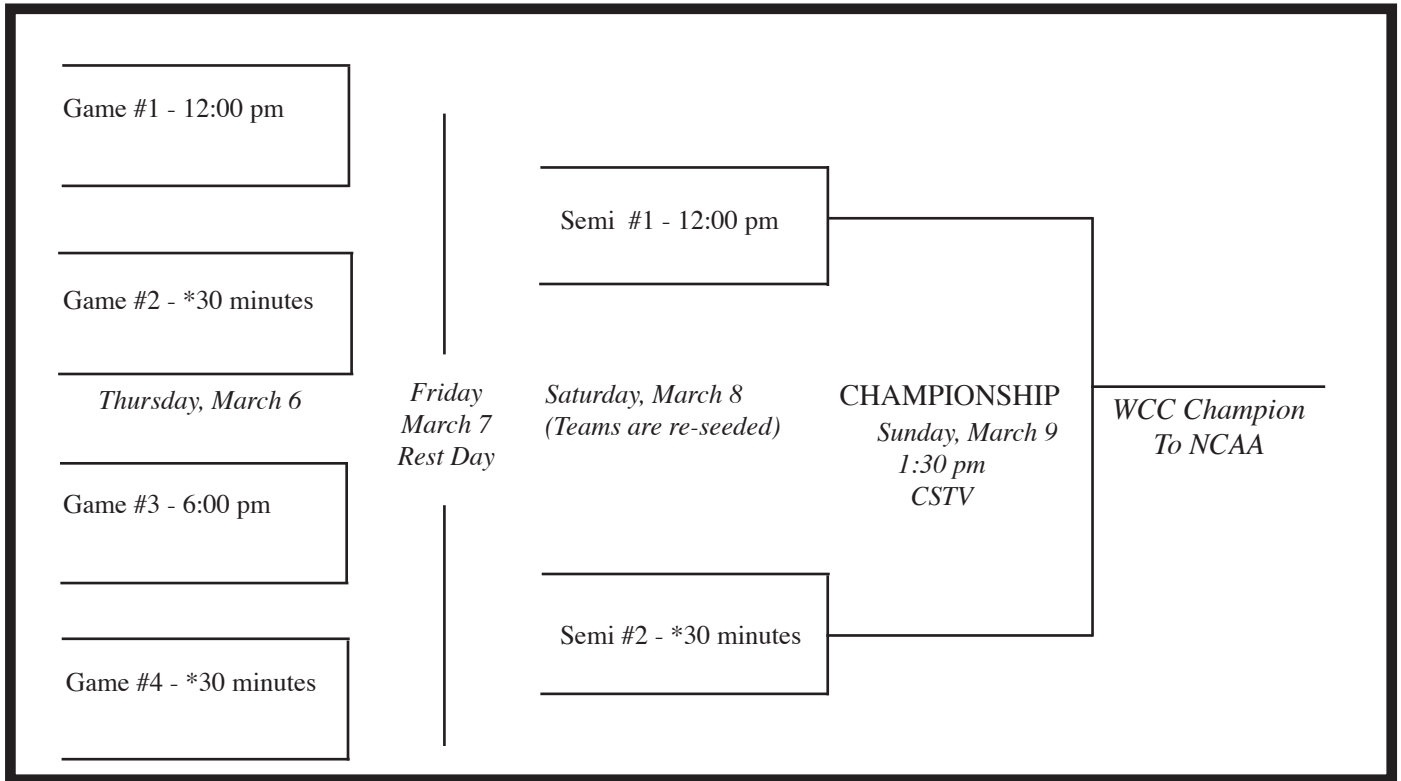 Game #1 - 12:00 pm
Game #2 - *30 minutes
Thursday, March 6
Game #3 - 6:00 pm
Game #4 - *30 minutes
Friday
March 7
Rest Day
Semi #1 - 12:00 pm
Saturday, March 8
(Teams are re-seeded)
Semi #2 - *30 minutes
CHAMPIONSHIP
Sunday, March 9
1:30 pm
CSTV
WCC Champion
To NCAA